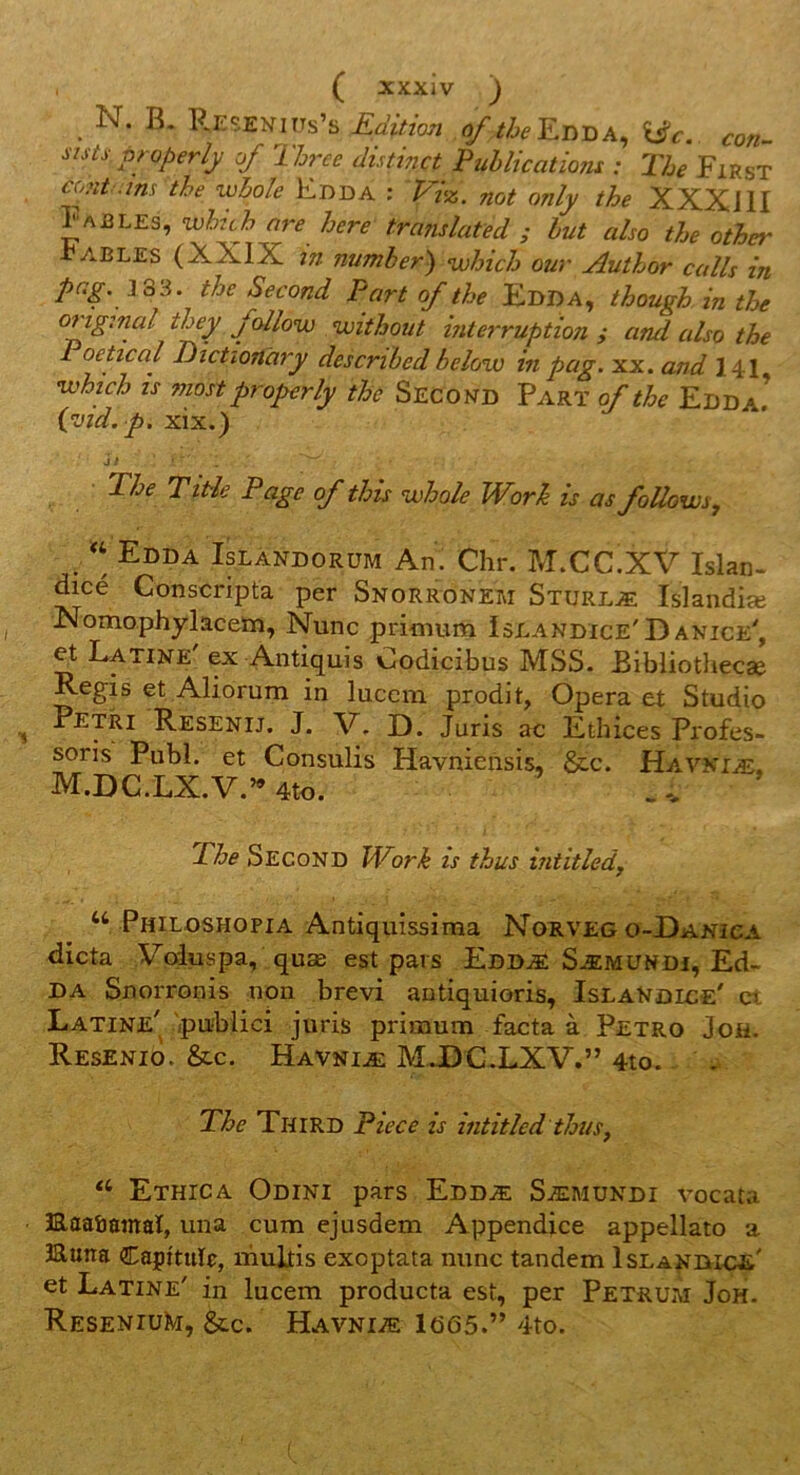 ( xxxiv )
N. B. RESENIUS's Edition of the EDDA, &c. con-
sists properly of Three distinct Publications : The FIRST
contains the whole EDDA : Viz. not only the XXXIII
FABLES, which are here translated ; but also the other
FABLES (XXIX in number) which our Author calls in
pag. 183. the Second Part of the EDDA, though in the
original they follow without interruption ; and also the
Poetical Dictionary described below in pag. xx. and 141,
which is most properly the SECOND PART of the EDDA.
(vid. p. xix.)
The Title Page of this whole Work is as follows,
“ EDDA ISLANDORUM An. Chr. M.CC.XV Islan-
dicé Conscripta per SNORRONEM STURLÆ Islandiæ
Nomophylacem, Nunc primum ISLANDICE' DANICE',
et LATINE' ex Antiquis Codicibus MSS. Bibliothecæ
Regis et Aliorum in lucem prodit, Opera et Studio
PETRI RESENIJ. J. V. D. Juris ac Ethices Profes-
soris Publ. et Consulis Havniensis, &c. HAVNIÆ,
M.DC.LX.V.” 4to.
The SECOND Work is thus intitled,
“ PHILOSHOPIA Antiquissima NORVEGO-DANICA
dicta Voluspa, quæ est pars EDDÆ SÆMUNDI, ED-
DA Snorronis non brevi antiquioris, ISLANDICE' et
LATINE' publici juris primum facta à PETRO JOH.
RESENIO. &c. HAVNIÆ M.DC.LXV.” 4to.
The THIRD Piece is intitled thus,
“ ETHICA ODINI pars EDDÆ SÆMUNDI vocata
Haabamal, una cum ejusdem Appendice appellato a
Runa Capitule, multis exoptata nunc tandem ISLANDICE'
et LATINE' in lucem producta est, per PETRUM JOH.
RESENIUM, &c. HAVNIÆ 1665.” 4to.